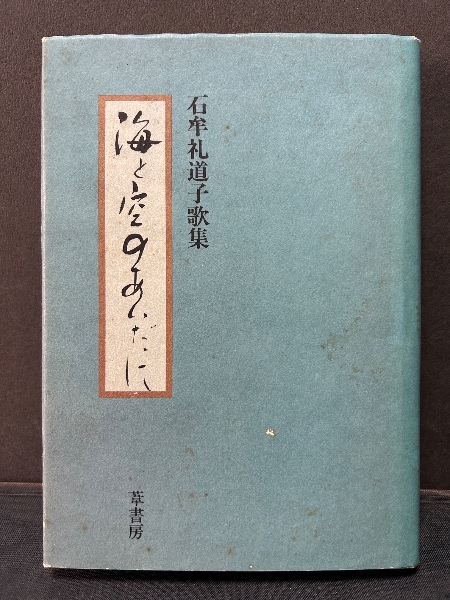 石牟礼道子歌集
海と空のあいだに
葦書房